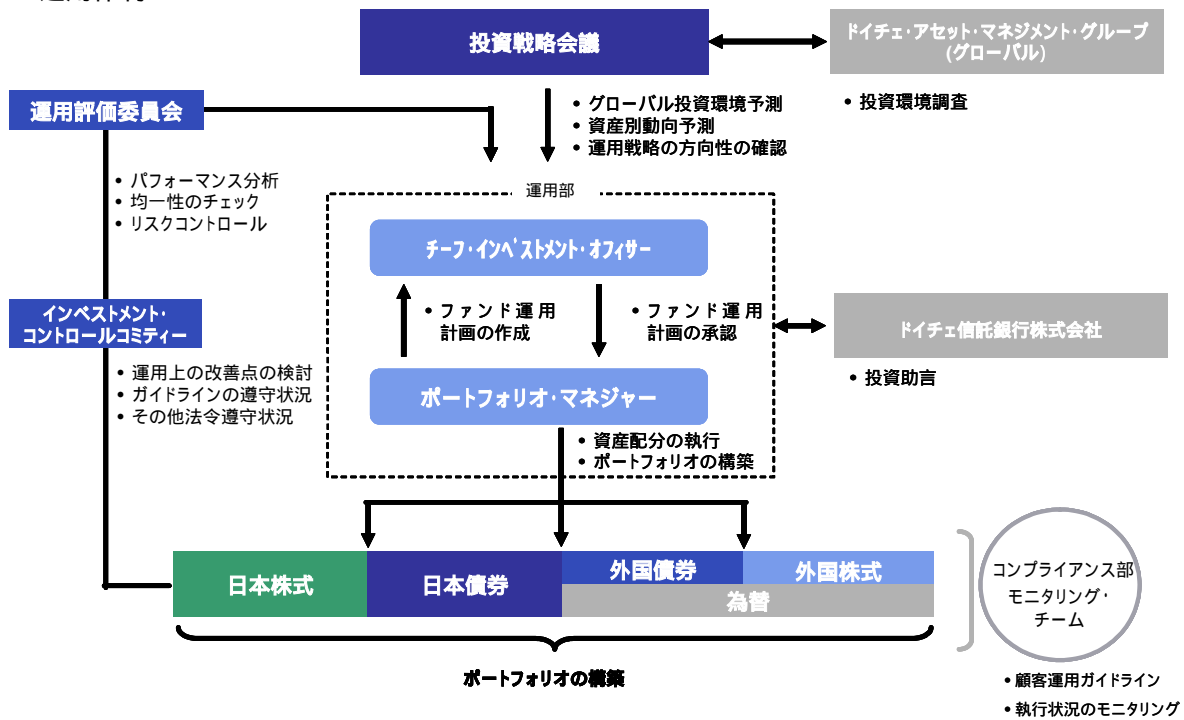 投資戦略会議
ドイチェ・アセット・マネジメント・グループ
(グローバル)
運用評価委員会
• グローバル投資環境予測
• 資産別動向予測
• 運用戦略の方向性の確認
• 投資環境調査
• パフォーマンス分析
• 均一性のチェック
• リスクコントロール
運用部
チーフ・インベストメント・オフィサー
インベストメント・
コントロールコミティー
• ファンド運用
計画の作成
• ファンド運用
計画の承認
ドイチェ信託銀行株式会社
• 投資助言
• 運用上の改善点の検討
• ガイドラインの遵守状況
• その他法令遵守状況
ポートフォリオ・マネジャー
• 資産配分の執行
• ポートフォリオの構築
日本株式
日本債券
外国債券
外国株式
為替
コンプライアンス部
モニタリング・
チーム
ポートフォリオの構築
• 顧客運用ガイドライン
• 執行状況のモニタリング